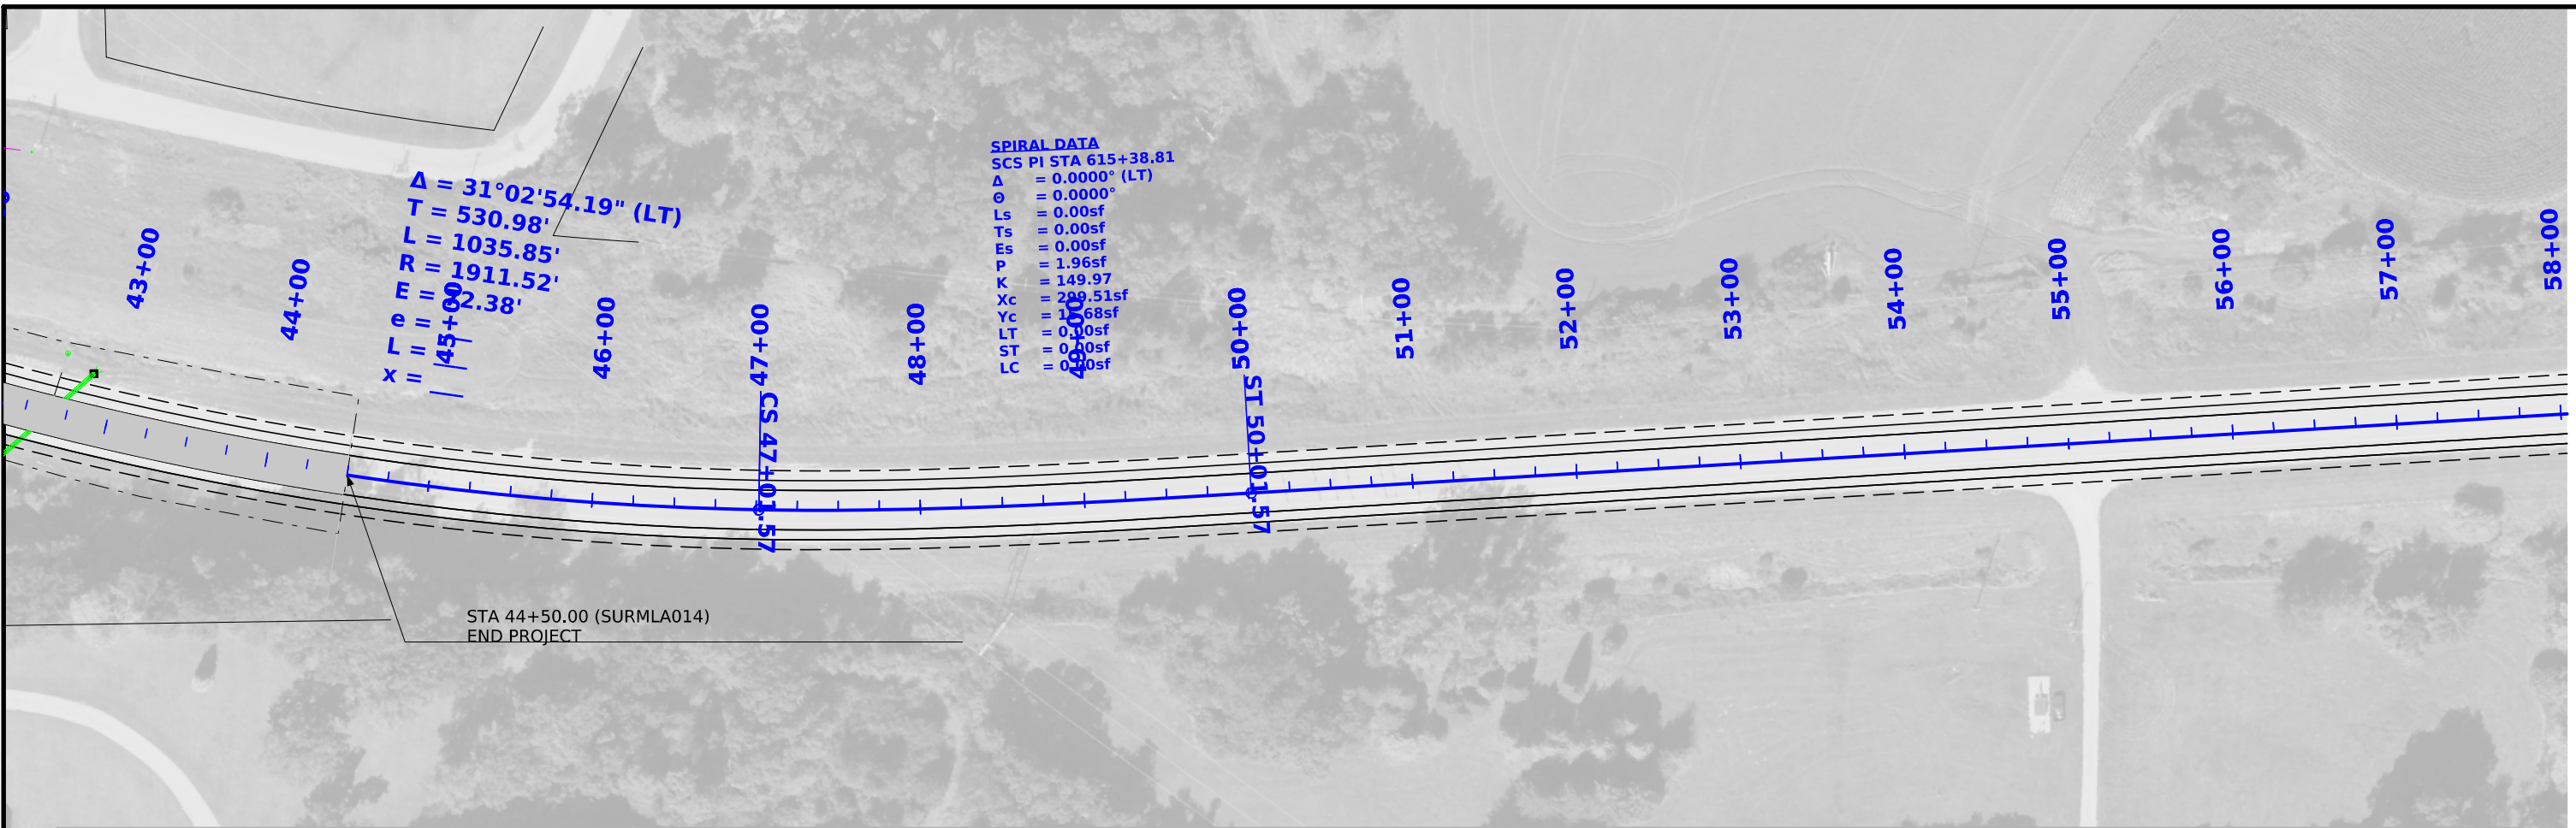 Δ = 31°02'54.19" (LT)
T = 530.98'
L = 1035.85'
R = 1911.52'
E = 2.38'
e =
L =
x =
SPIRAL DATA
SCS PI STA 615+38.81
Δ = 0.0000° (LT)
Θ = 0.0000°
Ls = 0.00sf
Ts = 0.00sf
Es = 0.00sf
P = 1.96sf
K = 149.97
Xc = 299.51sf
Yc = 68sf
LT = 0.00sf
ST = 0.00sf
LC = 0.00sf
43+00
44+00
45+00
46+00
47+00
48+00
49+00
50+00
51+00
52+00
53+00
54+00
55+00
56+00
57+00
58+00
CS 47+01.57
ST 50+01.57
STA 44+50.00 (SURMLA014)
END PROJECT